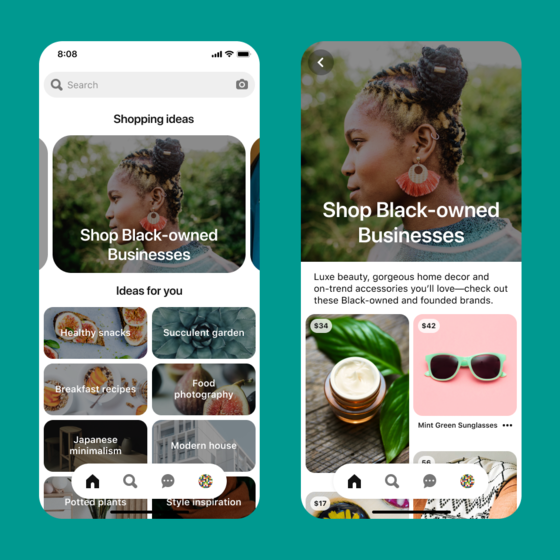 8:08
Search
Shopping ideas
Shop Black-owned
Businesses
Ideas for you
Healthy snacks
Succulent garden
Breakfast recipes
Food
photography
Japanese
minimalism
Modern house
Potted plants
Style inspiration
Shop Black-owned
Businesses
Luxe beauty, gorgeous home decor and
on-trend accessories you'll love—check out
these Black-owned and founded brands.
$34
$42
Mint Green Sunglasses
$17